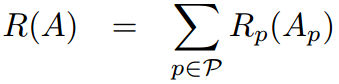 R(A) = ∑_{p∈𝒫} R_p(A_p)